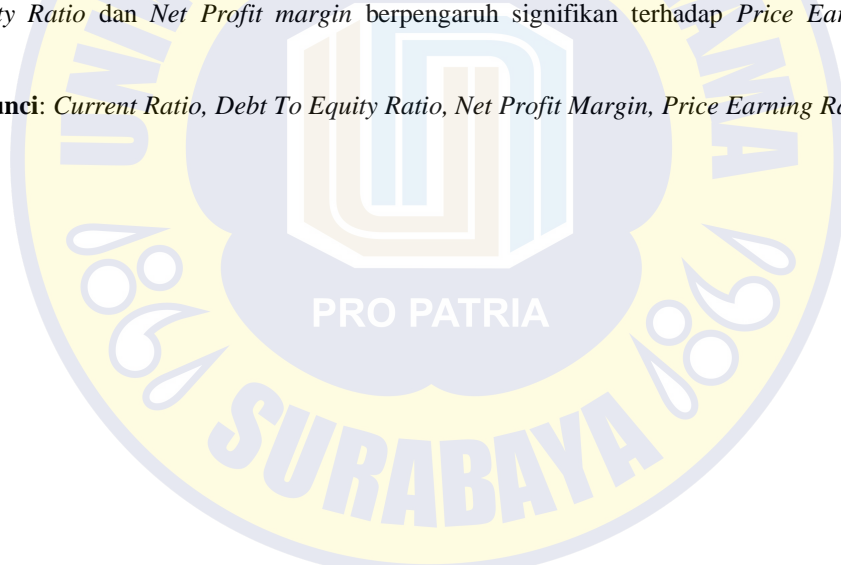 ty Ratio dan Net Profit margin berpengaruh signifikan terhadap Price Ear
unci: Current Ratio, Debt To Equity Ratio, Net Profit Margin, Price Earning Ra
PRO PATRIA
SURABAYA